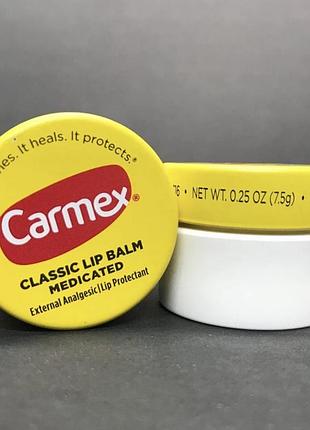 hes. It heals. It protects.*
Carmex®
CLASSIC LIP BALM
MEDICATED
External Analgesic|Lip Protectant
• NET WT. 0.25 OZ (7.5g) •